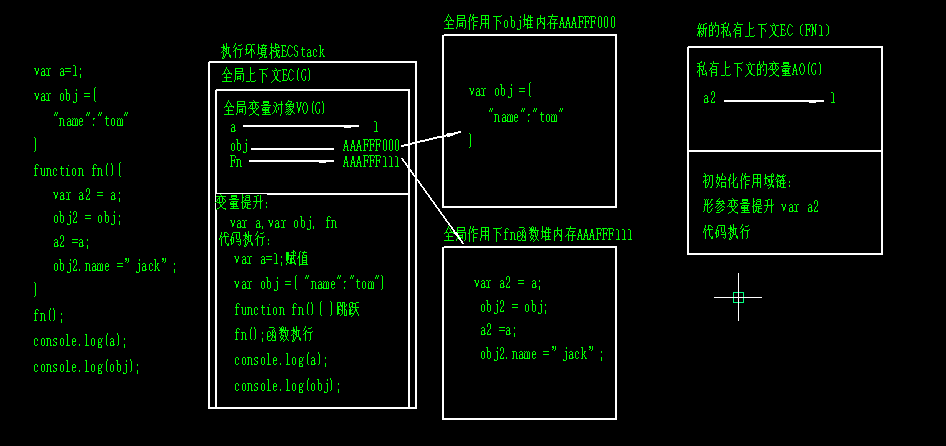 var a=1;
var obj ={
"name":"tom"
}
function fn(){
var a2 = a;
obj2 = obj;
a2 =a;
obj2.name =”jack”;
}
fn();
console.log(a);
console.log(obj);
执行环境栈ECStack
全局上下文EC(G)
全局变量对象VO(G)
a 1
obj AAAFFF000
Fn AAAFFF111
变量提升:
var a,var obj, fn
代码执行:
var a=1;赋值
var obj ={ "name":"tom"}
function fn(){ }跳跃
fn();函数执行
console.log(a);
console.log(obj);
全局作用下obj堆内存AAAFFF000
var obj ={
"name":"tom"
}
全局作用下fn函数堆内存AAAFFF111
var a2 = a;
obj2 = obj;
a2 =a;
obj2.name =”jack”;
新的私有上下文EC（FN1)
私有上下文的变量AO(G)
a2 1
初始化作用域链:
形参变量提升 var a2
代码执行